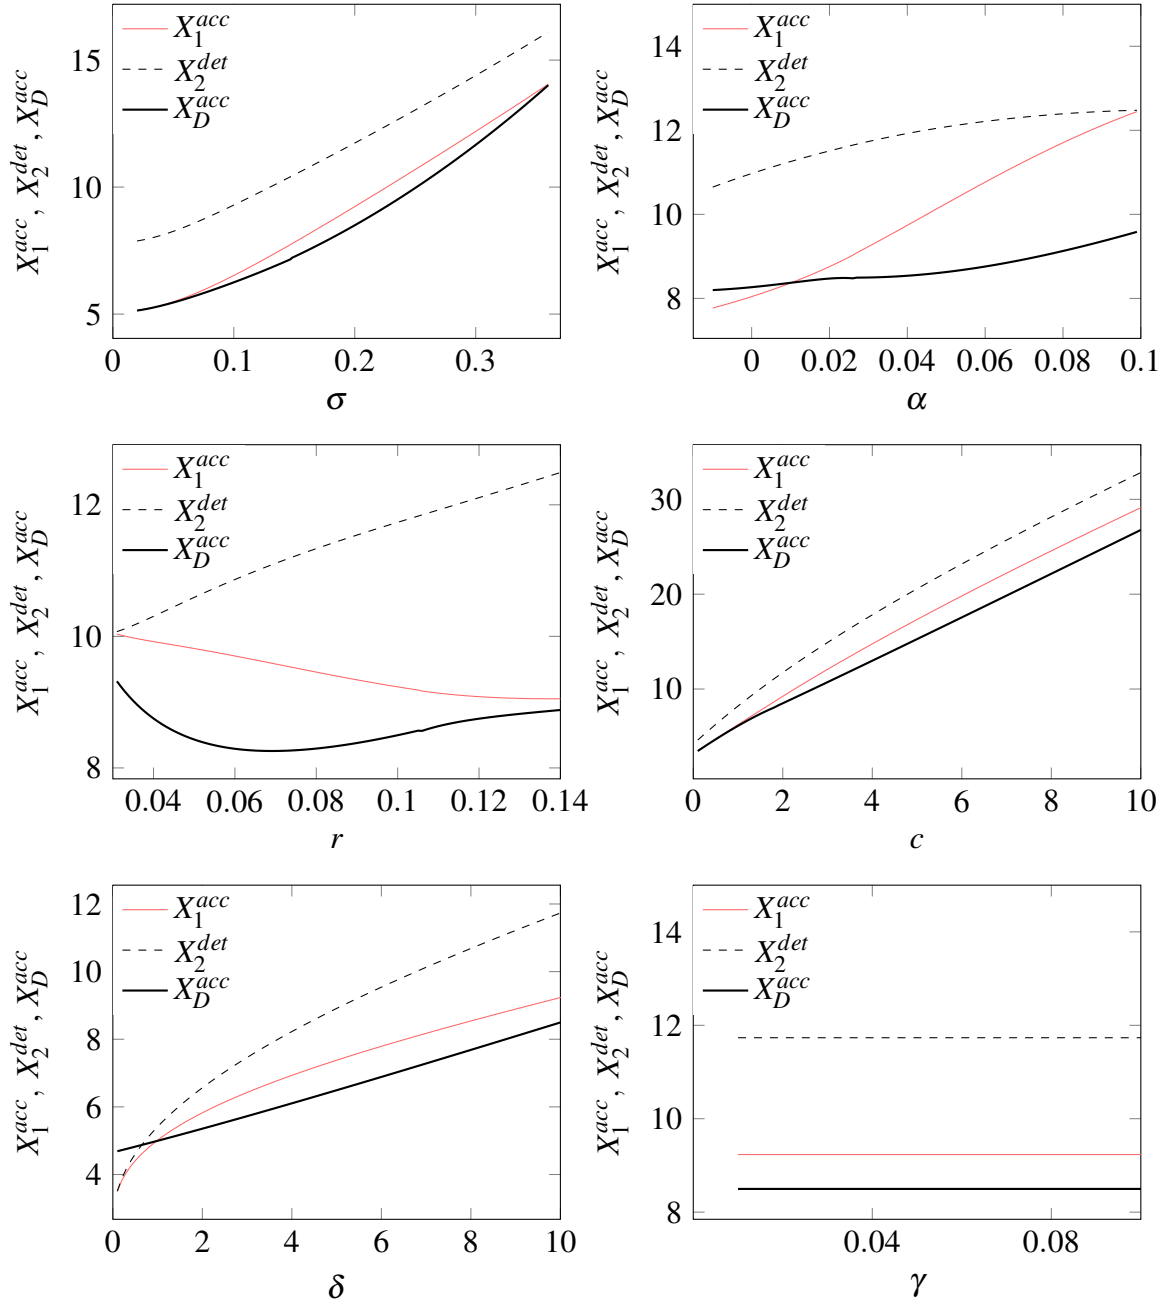 X_1^{acc}
X_2^{det}
X_D^{acc}
15
10
5
0 0.1 0.2 0.3
σ
X_1^{acc} , X_2^{det} , X_D^{acc}
X_1^{acc}
X_2^{det}
X_D^{acc}
14
12
10
8
0 0.02 0.04 0.06 0.08 0.1
α
X_1^{acc} , X_2^{det} , X_D^{acc}
X_1^{acc}
X_2^{det}
X_D^{acc}
12
10
8
0.04 0.06 0.08 0.1 0.12 0.14
r
X_1^{acc} , X_2^{det} , X_D^{acc}
X_1^{acc}
X_2^{det}
X_D^{acc}
30
20
10
0 2 4 6 8 10
c
X_1^{acc} , X_2^{det} , X_D^{acc}
X_1^{acc}
X_2^{det}
X_D^{acc}
12
10
8
6
4
0 2 4 6 8 10
δ
X_1^{acc} , X_2^{det} , X_D^{acc}
X_1^{acc}
X_2^{det}
X_D^{acc}
14
12
10
8
0.04 0.08
γ
X_1^{acc} , X_2^{det} , X_D^{acc}